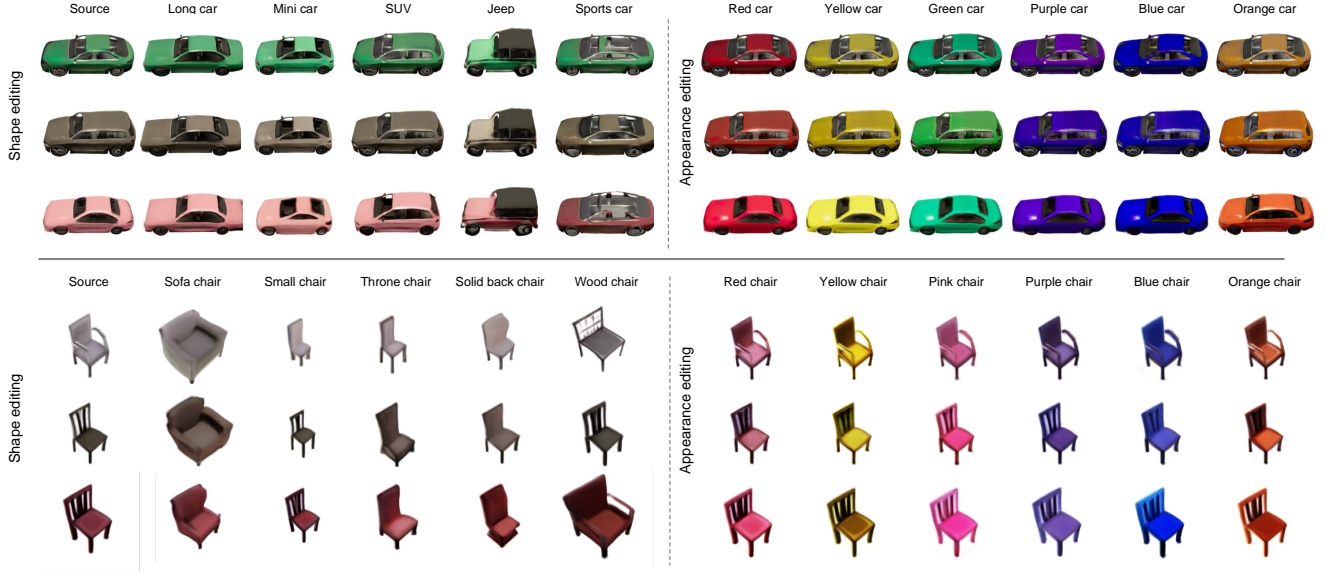 Source Long car Mini car SUV Jeep Sports car Red car Yellow car Green car Purple car Blue car Orange car
Shape editing
Appearance editing
Source Sofa chair Small chair Throne chair Solid back chair Wood chair Red chair Yellow chair Pink chair Purple chair Blue chair Orange chair
Shape editing
Appearance editing